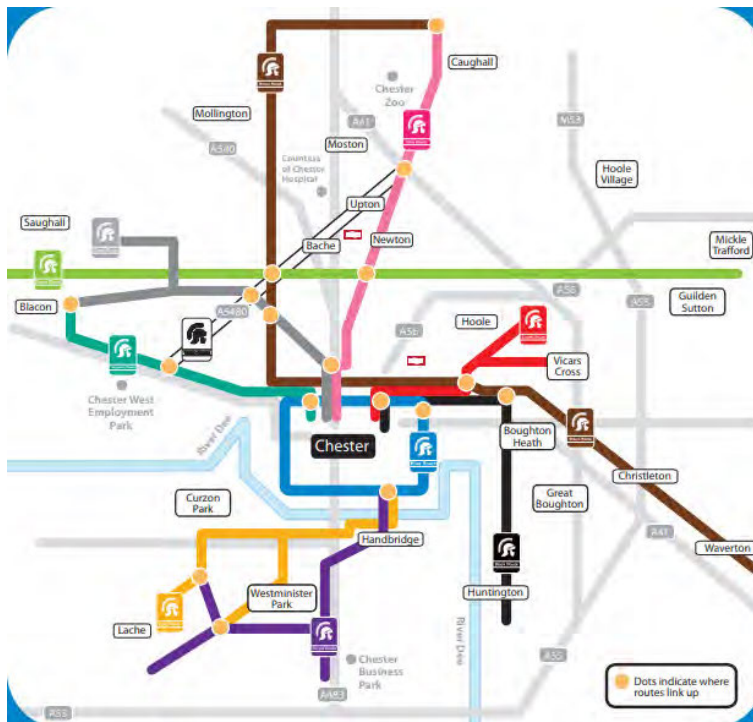 Caughall
Chester
Zoo
A41
Mollington
Moston
A540
Countess
of Chester
Hospital
M53
Hoole
Village
Upton
Saughall
Bache
Newton
Mickle
Trafford
Blacon
A5480
A56
A56
A55
Guilden
Sutton
Hoole
Vicars
Cross
Chester West
Employment
Park
River Dee
Chester
Boughton
Heath
Christleton
Curzon
Park
Great
Boughton
Handbridge
A41
Waverton
Westminister
Park
Huntington
Lache
River Dee
A55
Chester
Business
Park
A483
A55
Dots indicate where
routes link up